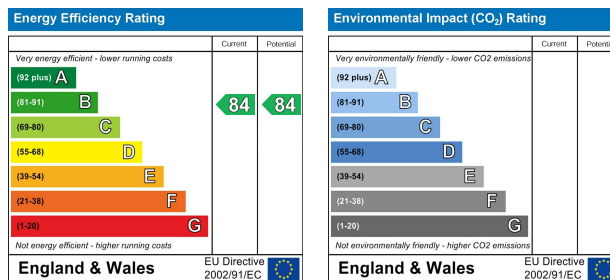 Energy Efficiency Rating
Current Potential
Very energy efficient - lower running costs
(92 plus) A
(81-91) B 84 84
(69-80) C
(55-68) D
(39-54) E
(21-38) F
(1-20) G
Not energy efficient - higher running costs
England & Wales
EU Directive
2002/91/EC
Environmental Impact (CO₂) Rating
Current Potential
Very environmentally friendly - lower CO2 emissions
(92 plus) A
(81-91) B
(69-80) C
(55-68) D
(39-54) E
(21-38) F
(1-20) G
Not environmentally friendly - higher CO2 emissions
England & Wales
EU Directive
2002/91/EC